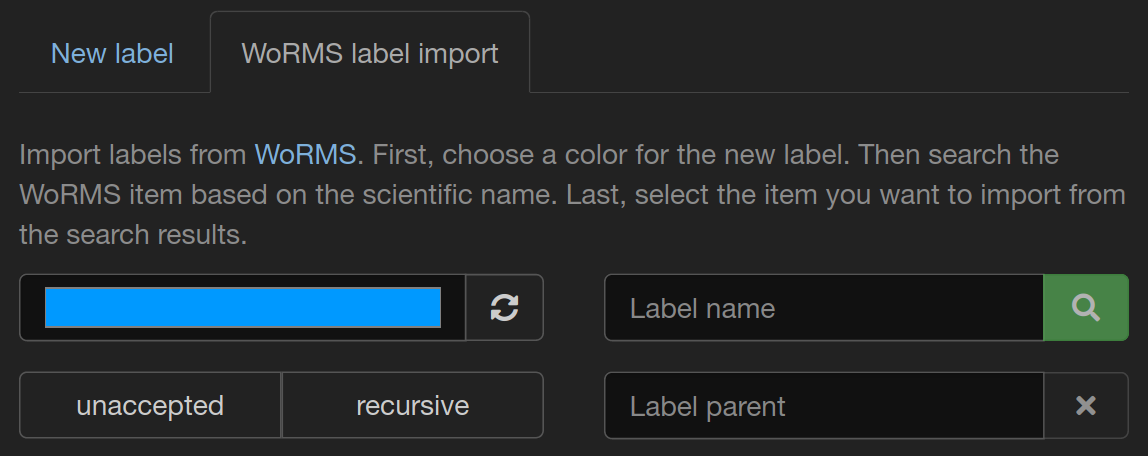 New label
WoRMS label import
Import labels from WoRMS. First, choose a color for the new label. Then search the
WoRMS item based on the scientific name. Last, select the item you want to import from
the search results.
Label name
unaccepted
recursive
Label parent